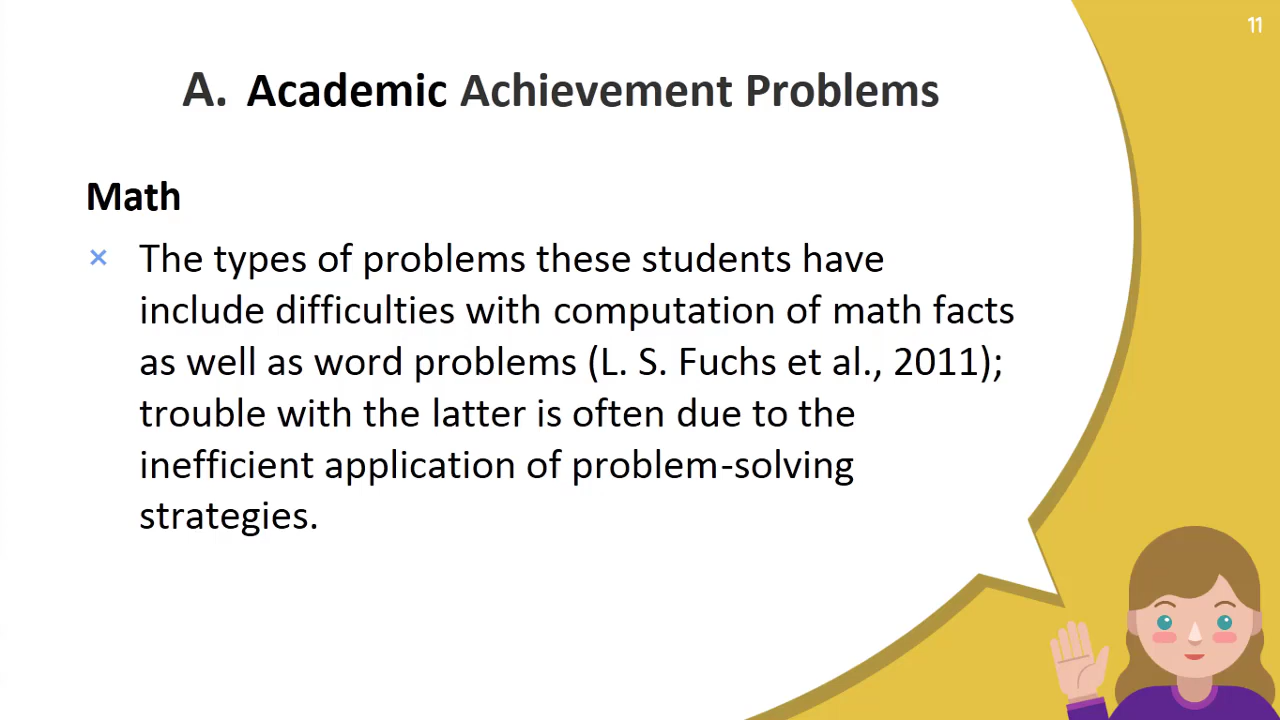 11
A. Academic Achievement Problems
Math
× The types of problems these students have
include difficulties with computation of math facts
as well as word problems (L. S. Fuchs et al., 2011);
trouble with the latter is often due to the
inefficient application of problem-solving
strategies.